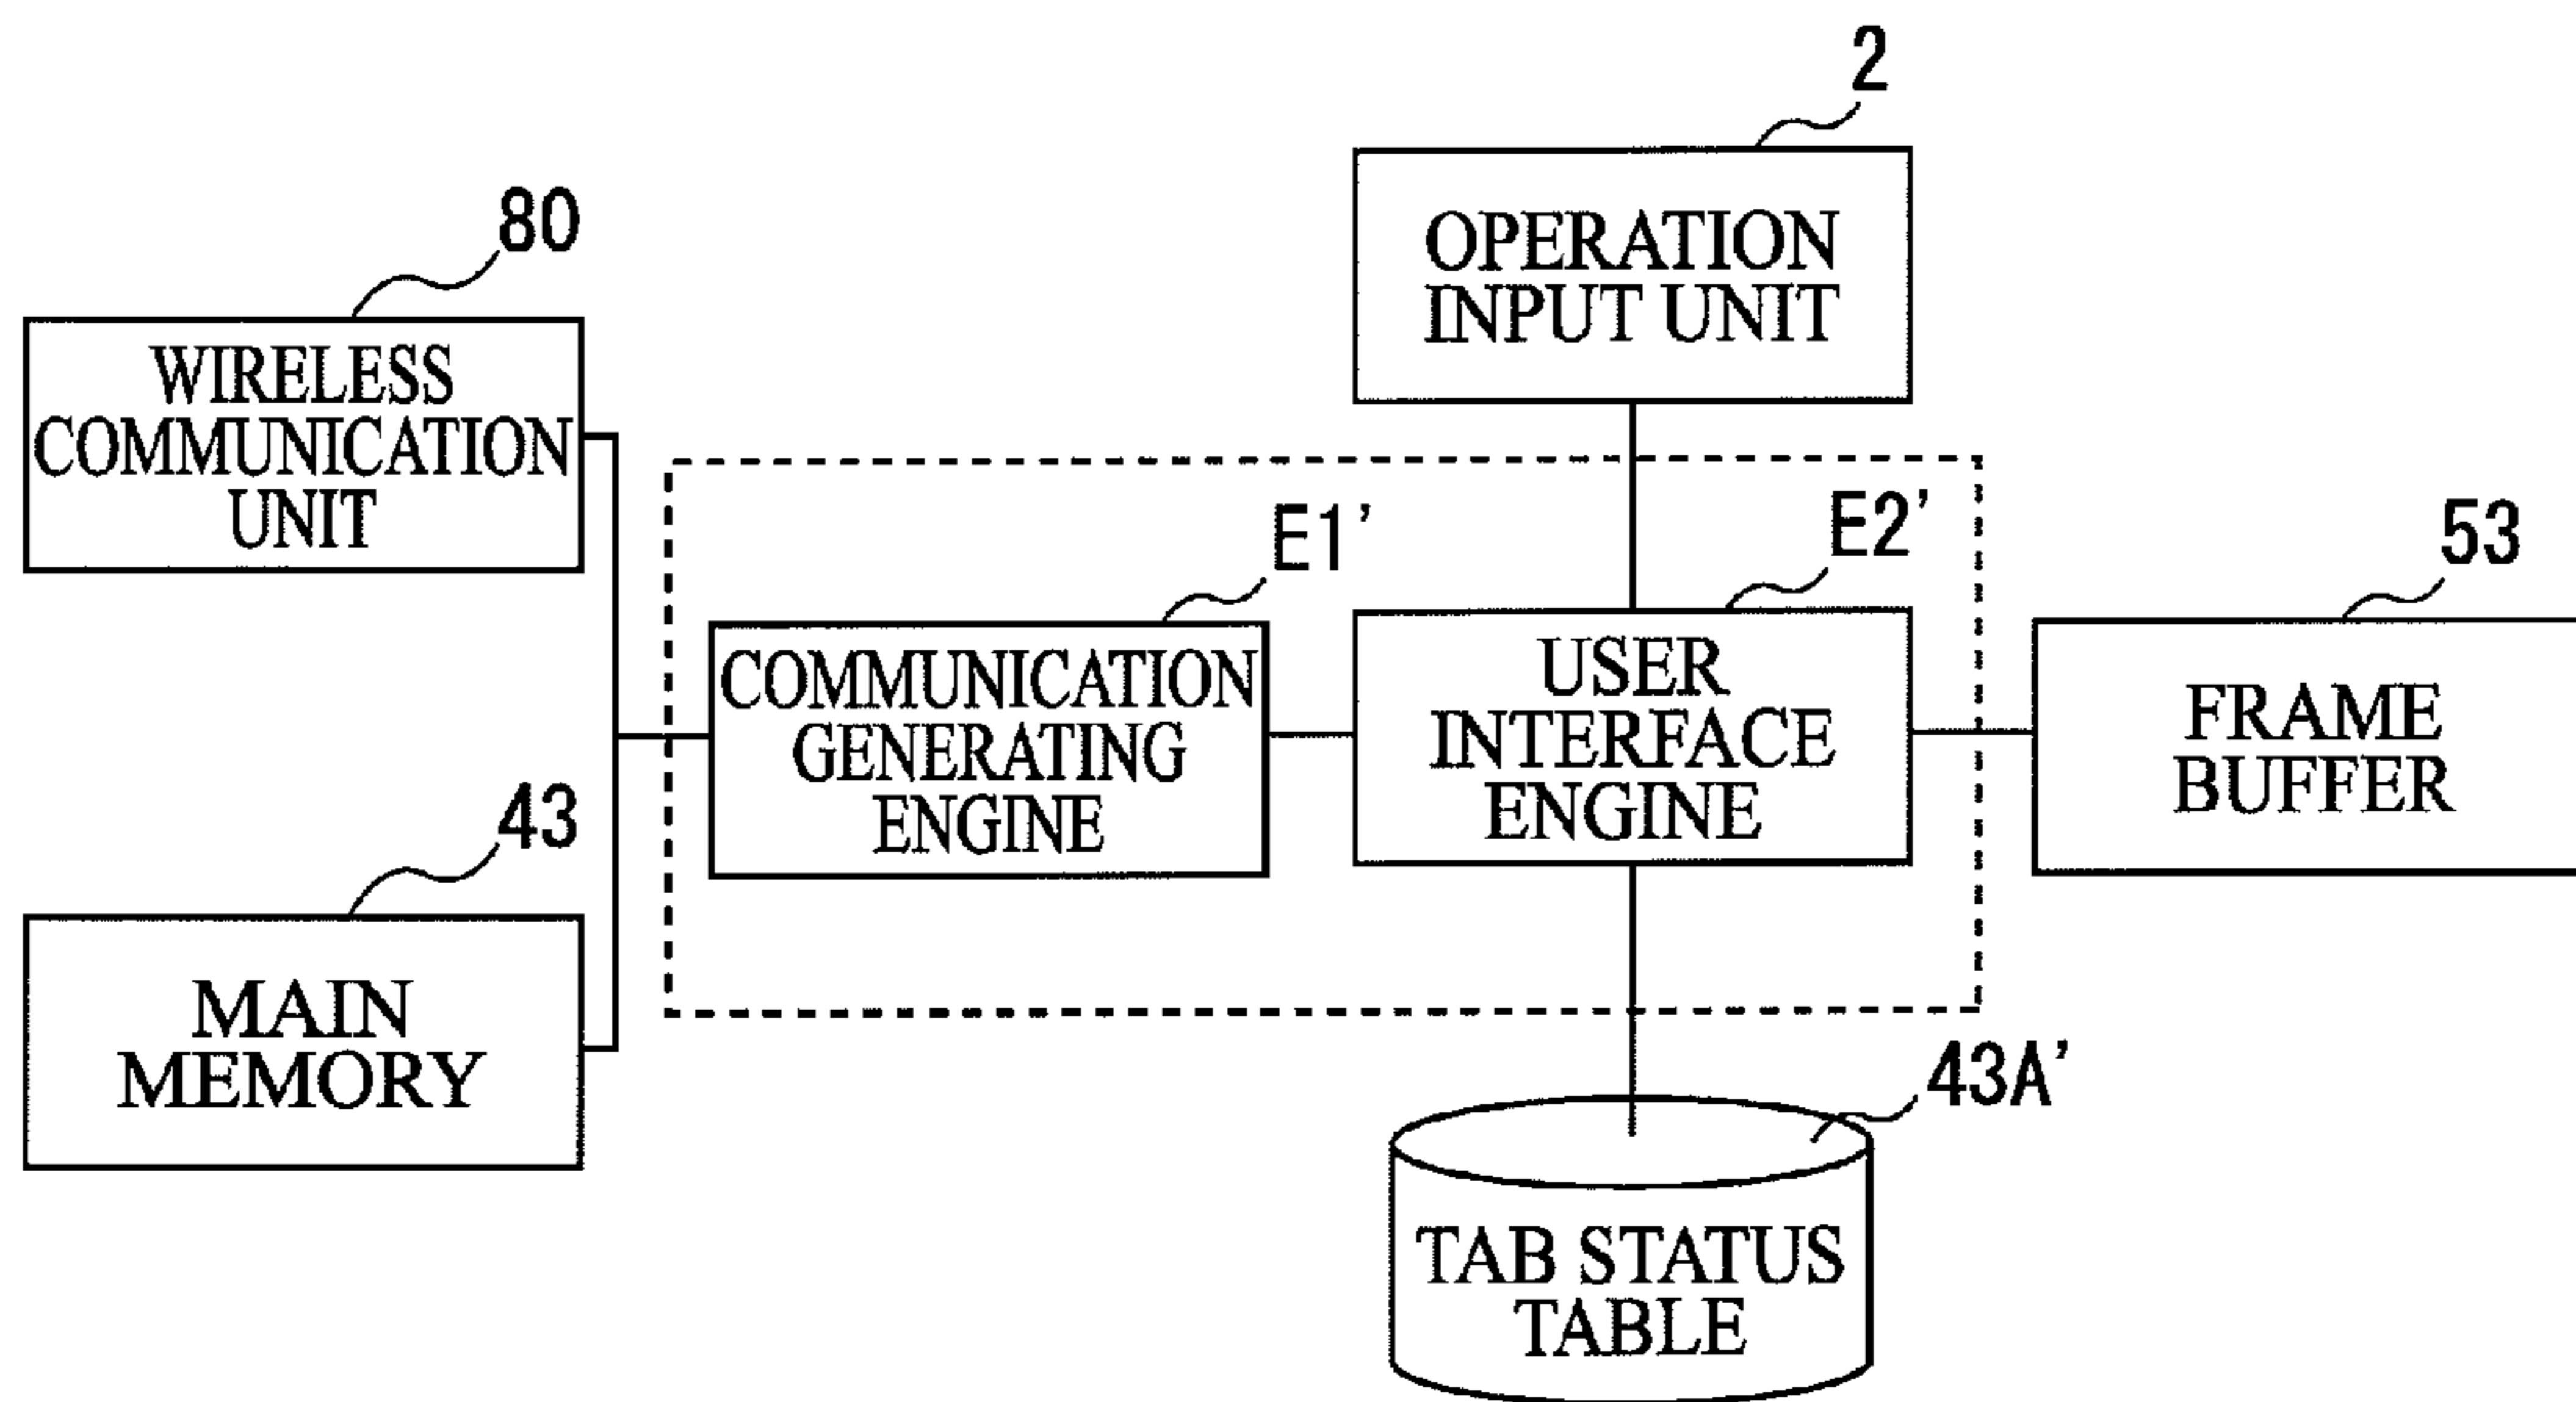 2
OPERATION
INPUT UNIT
80
WIRELESS
COMMUNICATION
UNIT
E1'
COMMUNICATION
GENERATING
ENGINE
E2'
USER
INTERFACE
ENGINE
53
FRAME
BUFFER
43
MAIN
MEMORY
43A'
TAB STATUS
TABLE